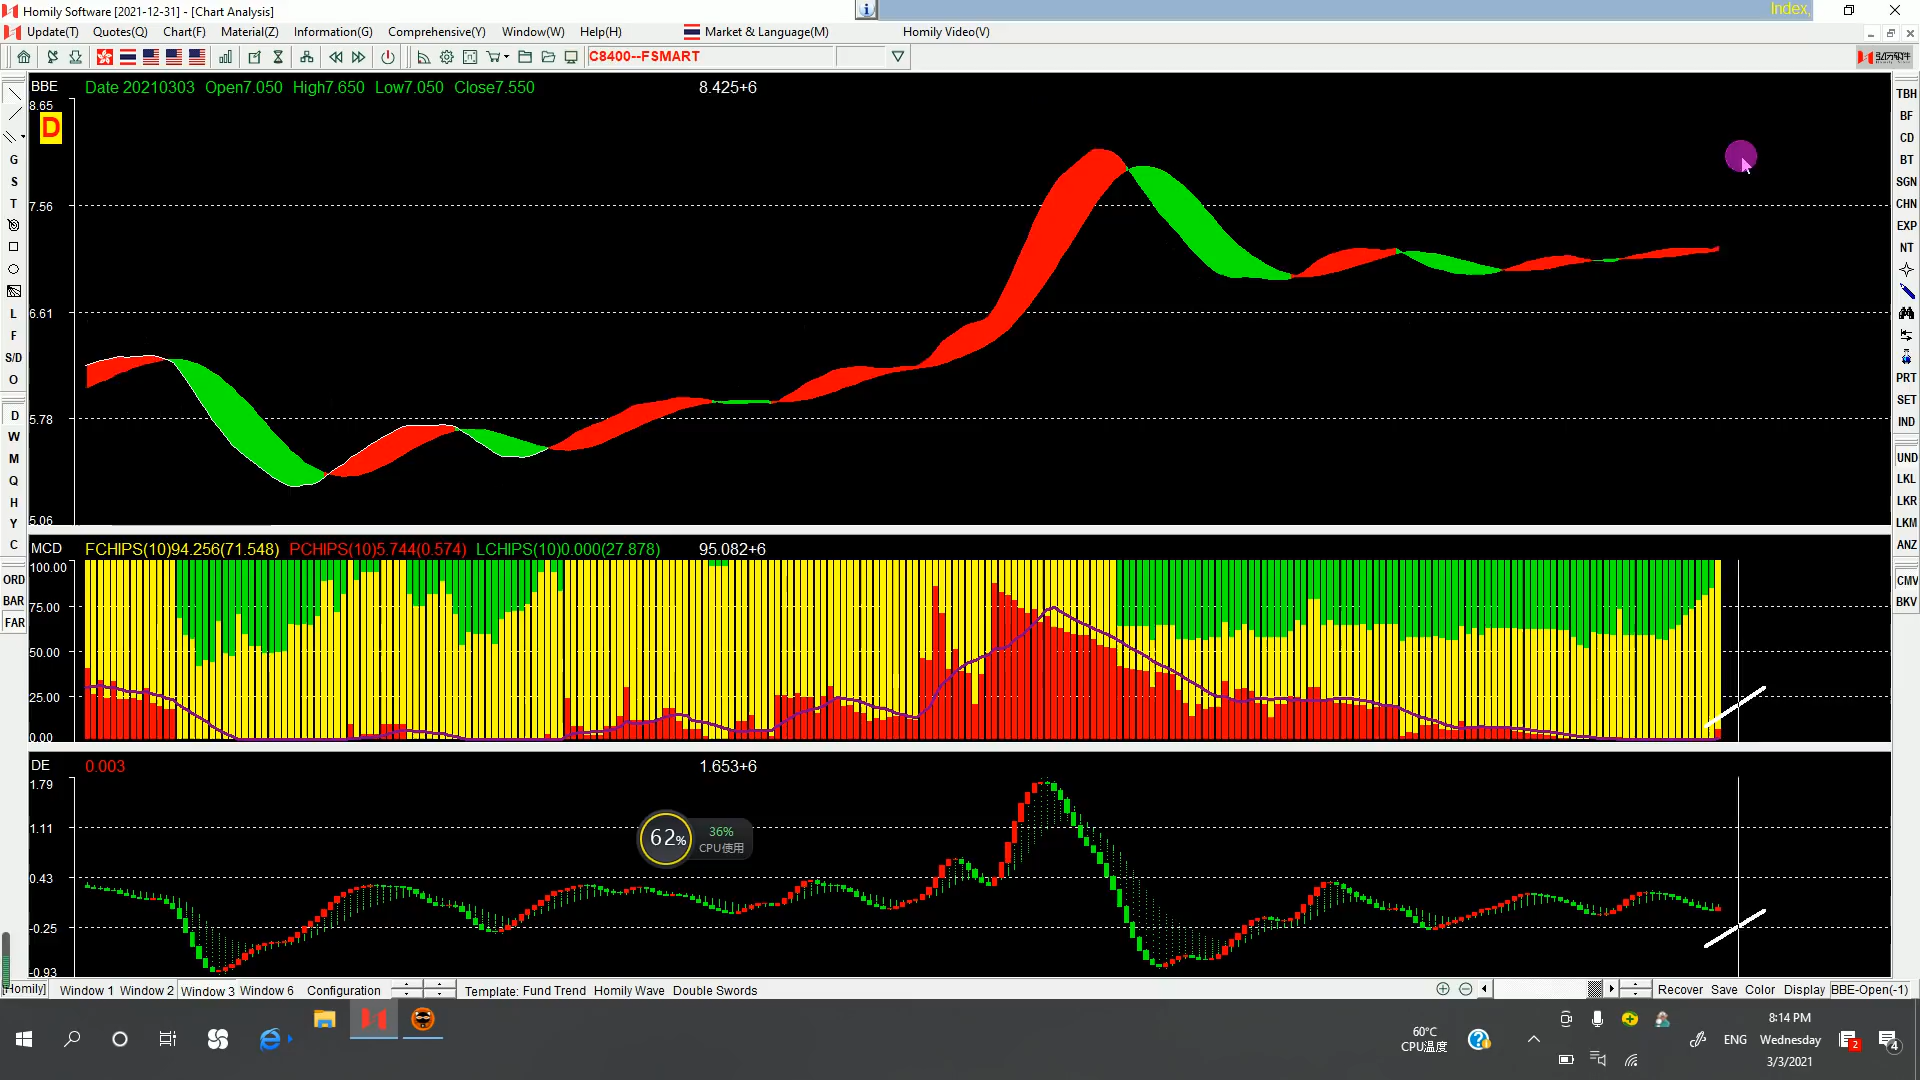 Homily Software [2021-12-31] - [Chart Analysis]
Index,
Update(T) Quotes(Q) Chart(F) Material(Z) Information(G) Comprehensive(Y) Window(W) Help(H) Market & Language(M) Homily Video(V)
C8400--FSMART
弘历软件
BBE Date 20210303 Open7.050 High7.650 Low7.050 Close7.550 8.425+6
8.65
D
7.56
6.61
5.78
5.06
MCD FCHIPS(10)94.256(71.548) PCHIPS(10)5.744(0.574) LCHIPS(10)0.000(27.878) 95.082+6
100.00
75.00
50.00
25.00
0.00
DE 0.003 1.653+6
1.79
1.11
0.43
-0.25
-0.93
62%
36%
CPU使用
G
S
T
L
F
S/D
O
D
W
M
Q
H
Y
C
ORD
BAR
FAR
TBH
BF
CD
BT
SGN
CHN
EXP
NT
PRT
SET
IND
UND
LKL
LKR
LKM
ANZ
CMV
BKV
[Homily] Window 1 Window 2 Window 3 Window 6 Configuration Template: Fund Trend Homily Wave Double Swords Recover Save Color Display BBE-Open(-1)
60°C
CPU温度
ENG
8:14 PM
Wednesday
3/3/2021
2
4